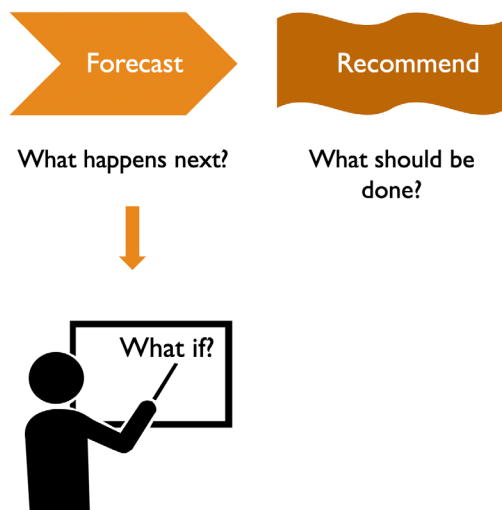 Forecast
Recommend
What happens next?
What should be
done?
What if?